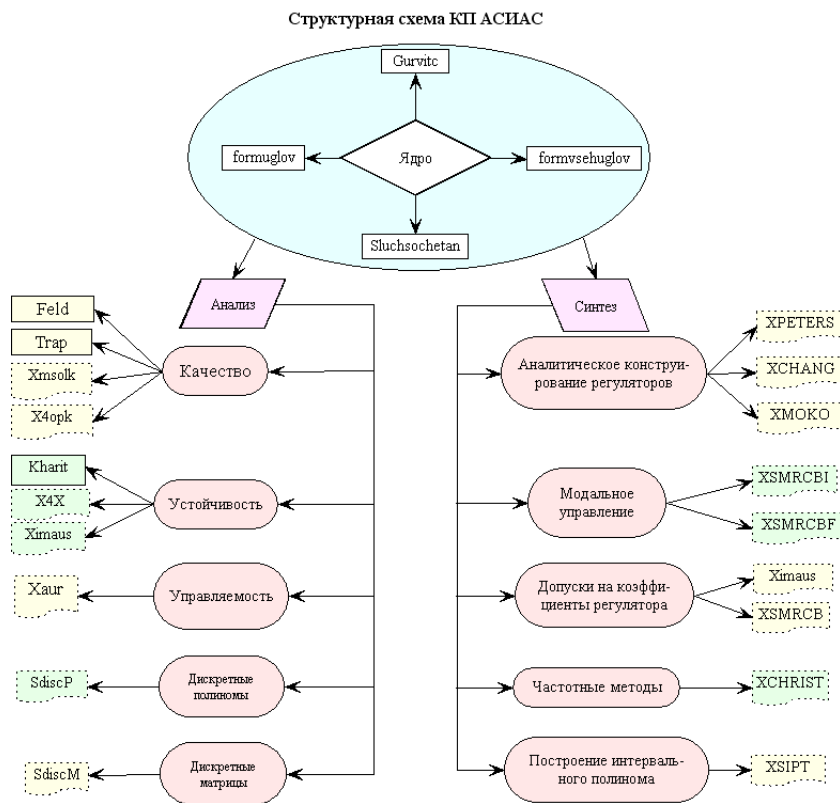 Структурная схема КП АСИАС
Gurvitc
formuglov
Ядро
formvsehuglov
Sluchsochetan
Анализ
Синтез
Feld
Trap
Xmsolk
X4opk
Качество
Kharit
X4X
Ximaus
Устойчивость
Xaur
Управляемость
SdiscP
Дискретные
полиномы
SdiscM
Дискретные
матрицы
Аналитическое конструи-
рование регуляторов
XPETERS
XCHANG
XMOKO
Модальное
управление
XSMRCBI
XSMRCBF
Допуски на коэффи-
циенты регулятора
Ximaus
XSMRCB
Частотные методы
XCHRIST
Построение интерваль-
ного полинома
XSIPT